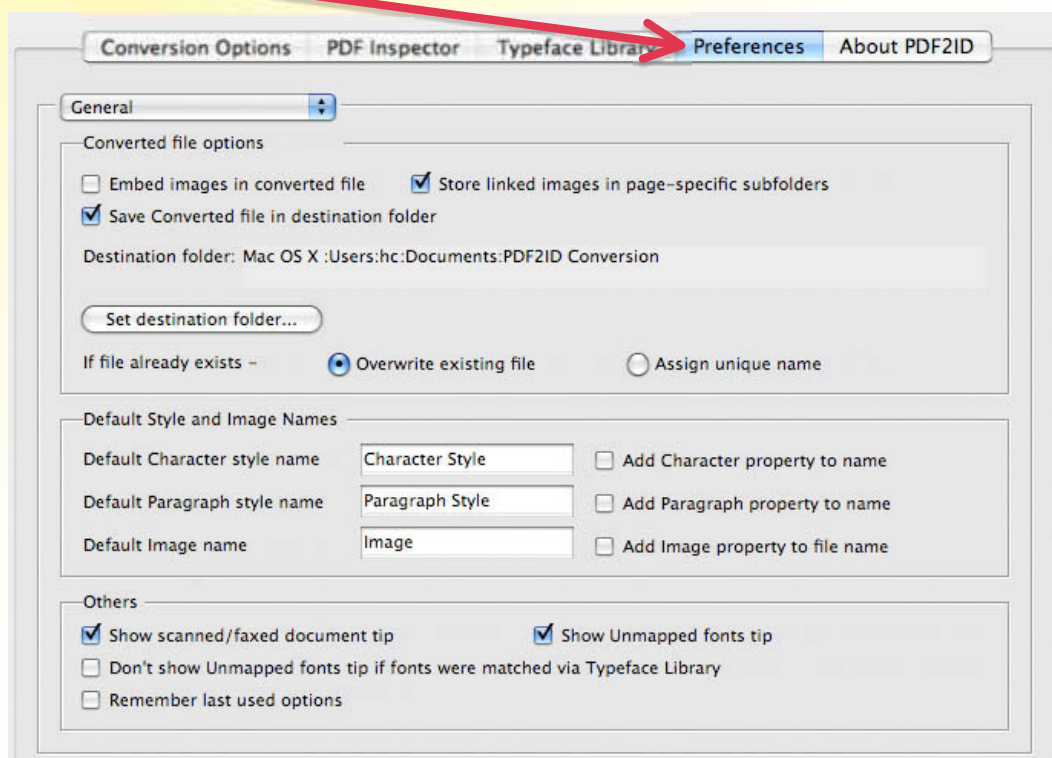 Conversion Options PDF Inspector Typeface Library Preferences About PDF2ID
General
Converted file options
Embed images in converted file Store linked images in page-specific subfolders
Save Converted file in destination folder
Destination folder: Mac OS X :Users:hc:Documents:PDF2ID Conversion
Set destination folder...
If file already exists – Overwrite existing file Assign unique name
Default Style and Image Names
Default Character style name Character Style Add Character property to name
Default Paragraph style name Paragraph Style Add Paragraph property to name
Default Image name Image Add Image property to file name
Others
Show scanned/faxed document tip Show Unmapped fonts tip
Don't show Unmapped fonts tip if fonts were matched via Typeface Library
Remember last used options